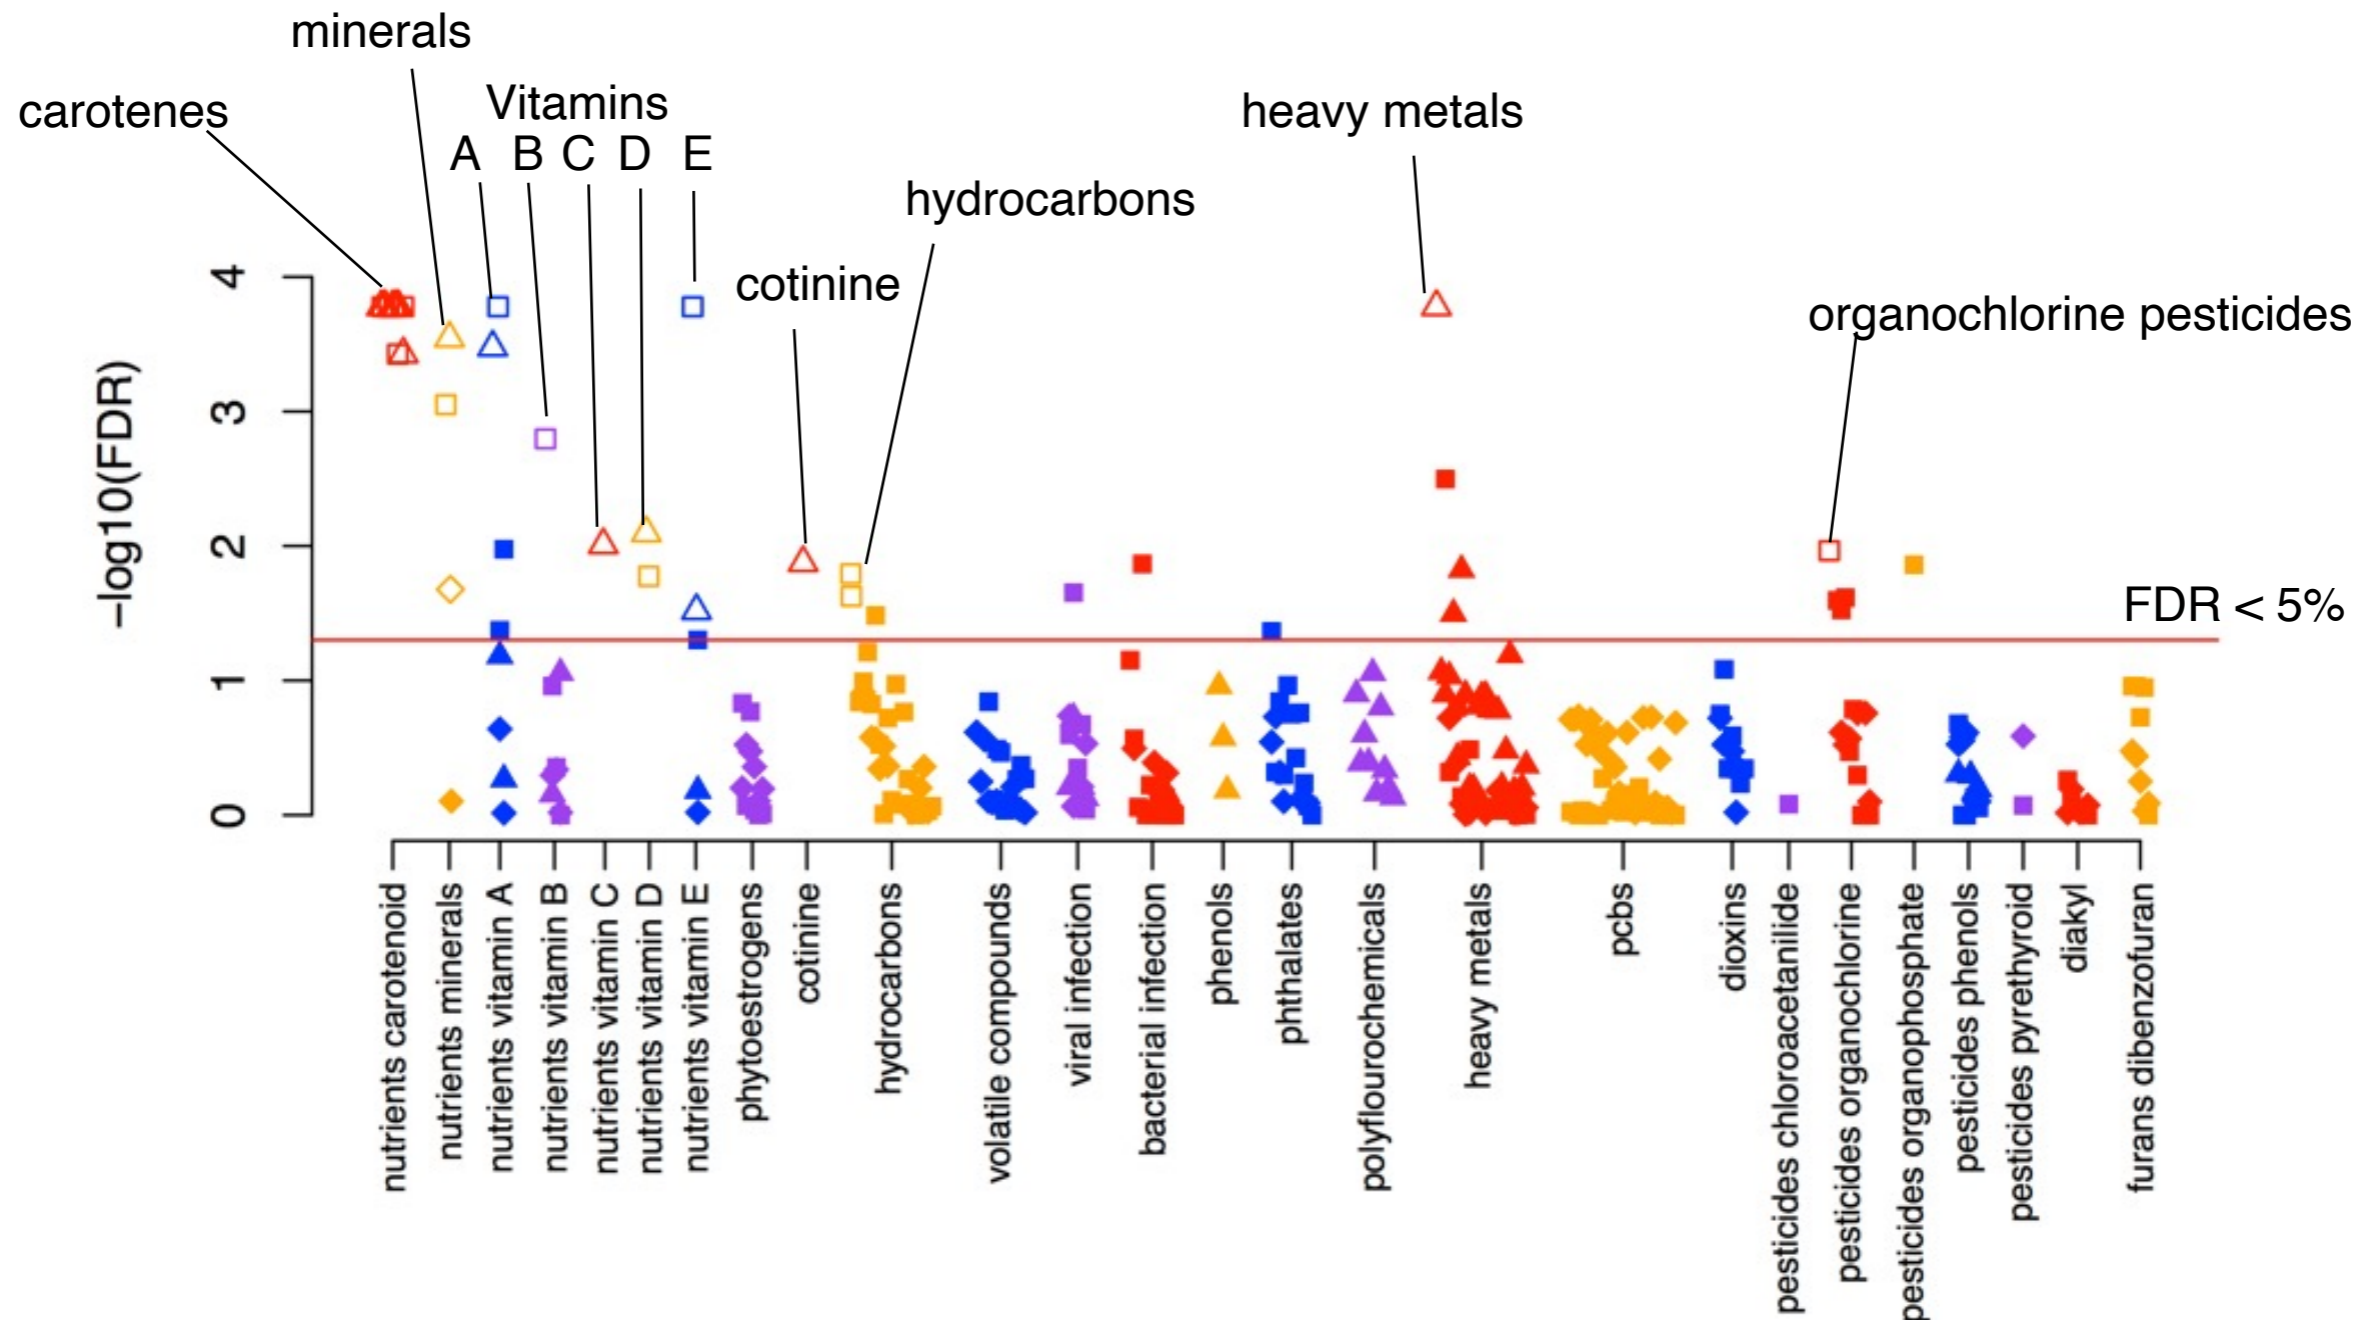 minerals
carotenes
Vitamins
A B C D E
heavy metals
hydrocarbons
cotinine
organochlorine pesticides
FDR < 5%
−log10(FDR)
4
3
2
1
0
nutrients carotenoid
nutrients minerals
nutrients vitamin A
nutrients vitamin B
nutrients vitamin C
nutrients vitamin D
nutrients vitamin E
phytoestrogens
cotinine
hydrocarbons
volatile compounds
viral infection
bacterial infection
phenols
phthalates
polyflourochemicals
heavy metals
pcbs
dioxins
pesticides chloroacetanilide
pesticides organochlorine
pesticides organophosphate
pesticides phenols
pesticides pyrethyroid
diakyl
furans dibenzofuran